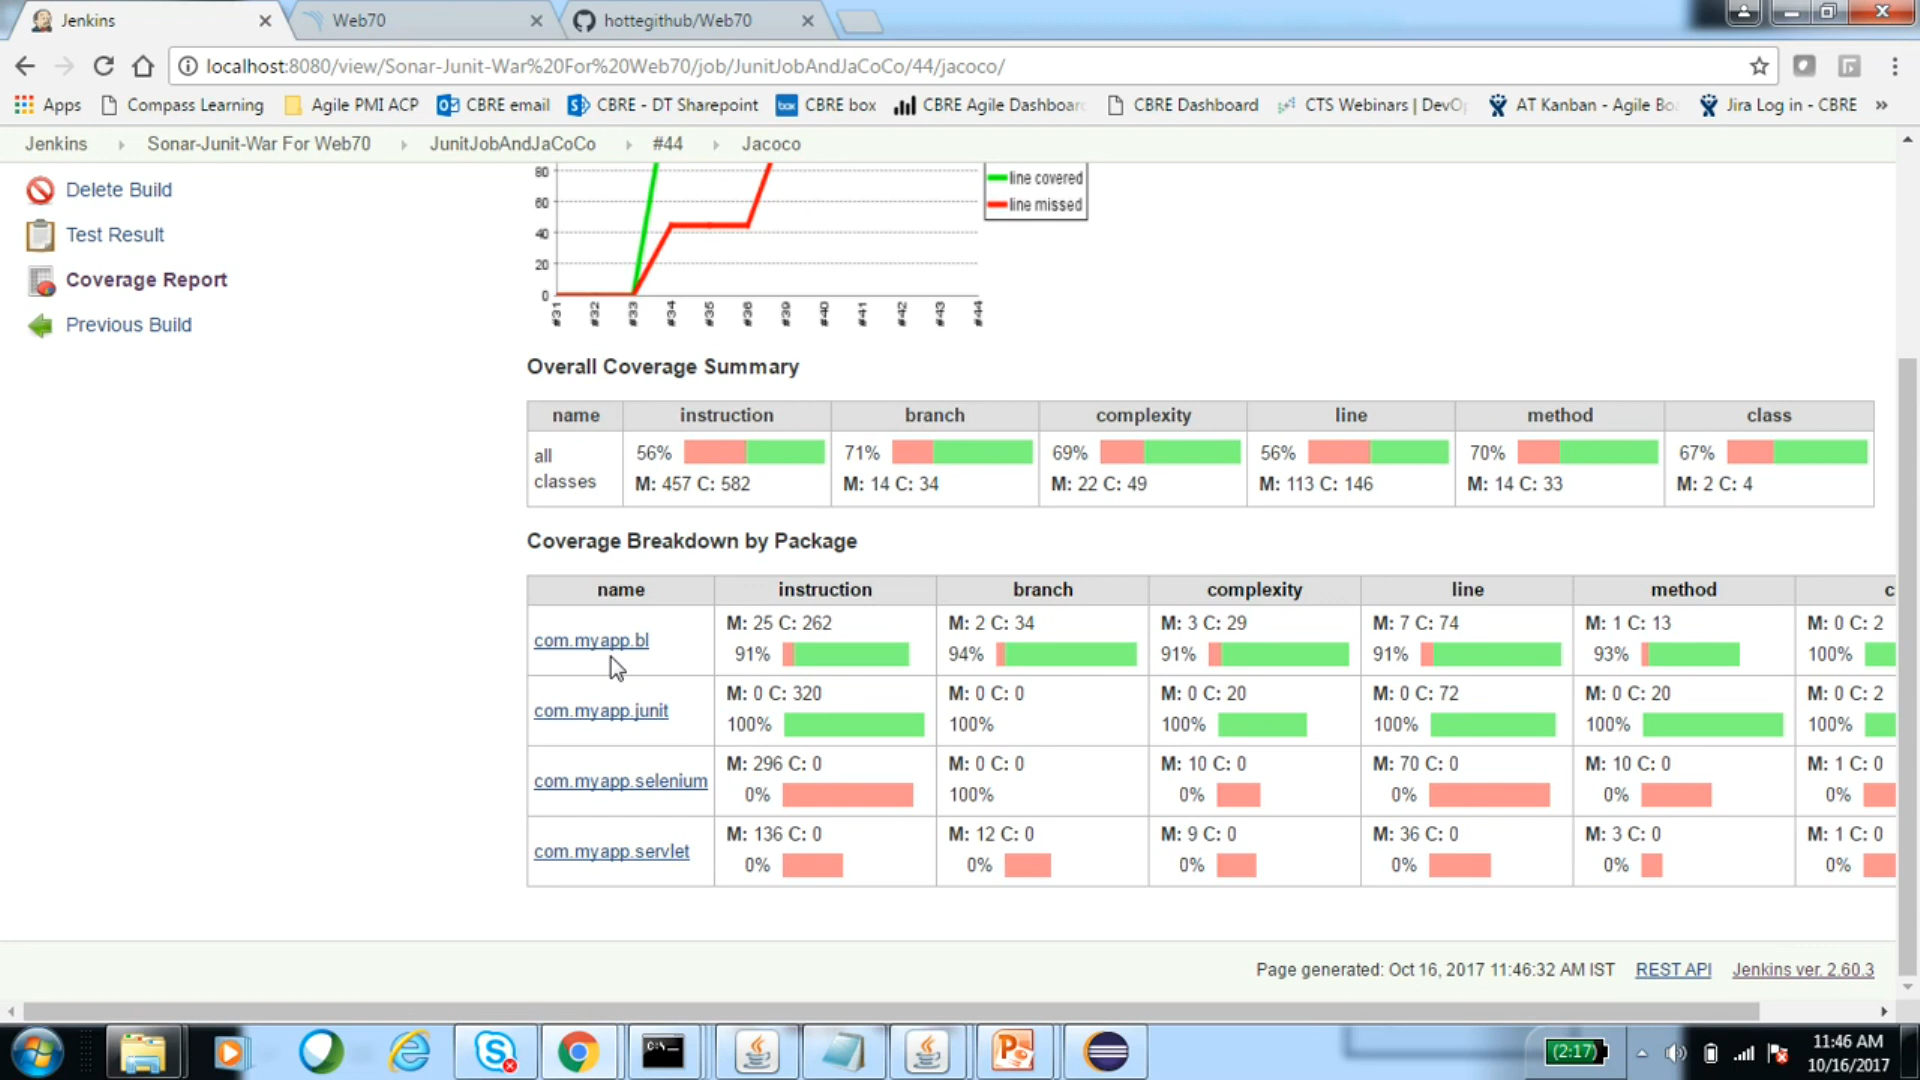 Jenkins
Web70
hottegithub/Web70
localhost:8080/view/Sonar-Junit-War%20For%20Web70/job/JunitJobAndJaCoCo/44/jacoco/
Apps Compass Learning Agile PMI ACP CBRE email CBRE - DT Sharepoint CBRE box CBRE Agile Dashboar CBRE Dashboard CTS Webinars | DevO AT Kanban - Agile Bo Jira Log in - CBRE »
Jenkins Sonar-Junit-War For Web70 JunitJobAndJaCoCo #44 Jacoco
Delete Build
Test Result
Coverage Report
Previous Build
80
60
40
20
0
#31 #32 #33 #34 #35 #36 #39 #40 #41 #42 #43 #44
line covered
line missed
Overall Coverage Summary
name instruction branch complexity line method class
all classes
56% 71% 69% 56% 70% 67%
M: 457 C: 582 M: 14 C: 34 M: 22 C: 49 M: 113 C: 146 M: 14 C: 33 M: 2 C: 4
Coverage Breakdown by Package
name instruction branch complexity line method c
com.myapp.bl
M: 25 C: 262 M: 2 C: 34 M: 3 C: 29 M: 7 C: 74 M: 1 C: 13 M: 0 C: 2
91% 94% 91% 91% 93% 100%
com.myapp.junit
M: 0 C: 320 M: 0 C: 0 M: 0 C: 20 M: 0 C: 72 M: 0 C: 20 M: 0 C: 2
100% 100% 100% 100% 100% 100%
com.myapp.selenium
M: 296 C: 0 M: 0 C: 0 M: 10 C: 0 M: 70 C: 0 M: 10 C: 0 M: 1 C: 0
0% 100% 0% 0% 0% 0%
com.myapp.servlet
M: 136 C: 0 M: 12 C: 0 M: 9 C: 0 M: 36 C: 0 M: 3 C: 0 M: 1 C: 0
0% 0% 0% 0% 0% 0%
Page generated: Oct 16, 2017 11:46:32 AM IST REST API Jenkins ver. 2.60.3
(2:17)
11:46 AM
10/16/2017